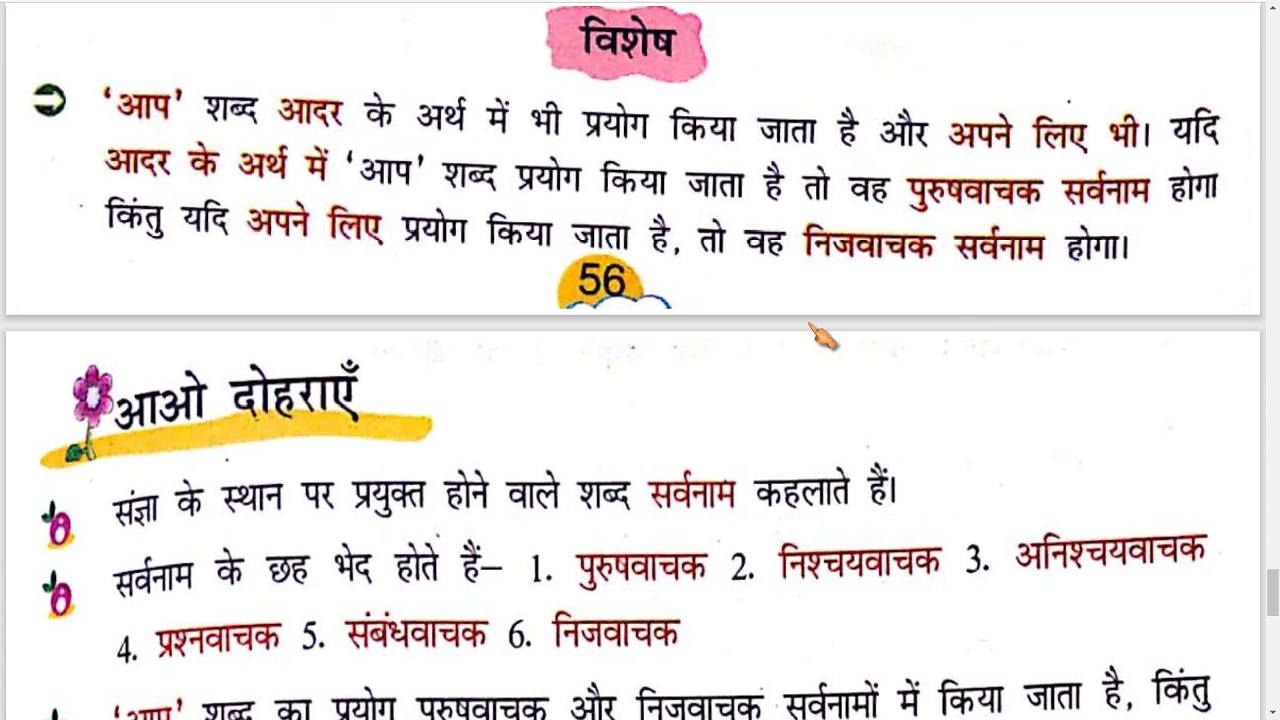 विशेष
'आप' शब्द आदर के अर्थ में भी प्रयोग किया जाता है और अपने लिए भी। यदि
आदर के अर्थ में 'आप' शब्द प्रयोग किया जाता है तो वह पुरुषवाचक सर्वनाम होगा
किंतु यदि अपने लिए प्रयोग किया जाता है, तो वह निजवाचक सर्वनाम होगा।
56
आओ दोहराएँ
संज्ञा के स्थान पर प्रयुक्त होने वाले शब्द सर्वनाम कहलाते हैं।
सर्वनाम के छह भेद होते हैं– 1. पुरुषवाचक 2. निश्चयवाचक 3. अनिश्चयवाचक
4. प्रश्नवाचक 5. संबंधवाचक 6. निजवाचक
'आप' शब्द का प्रयोग पुरुषवाचक और निजवाचक सर्वनामों में किया जाता है, किंतु